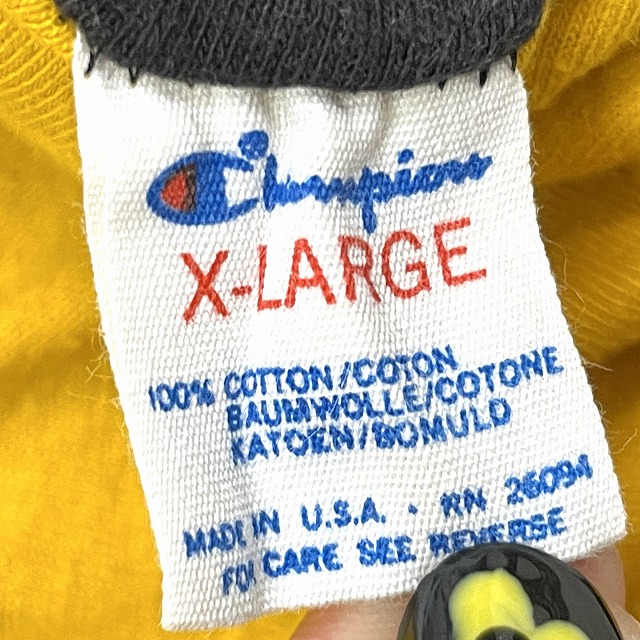 Champion
X-LARGE
100% COTTON/COTON
BAUMWOLLE/COTONE
KATOEN/BOMULD
MADE IN U.S.A. · RN 26094
FOR CARE SEE REVERSE